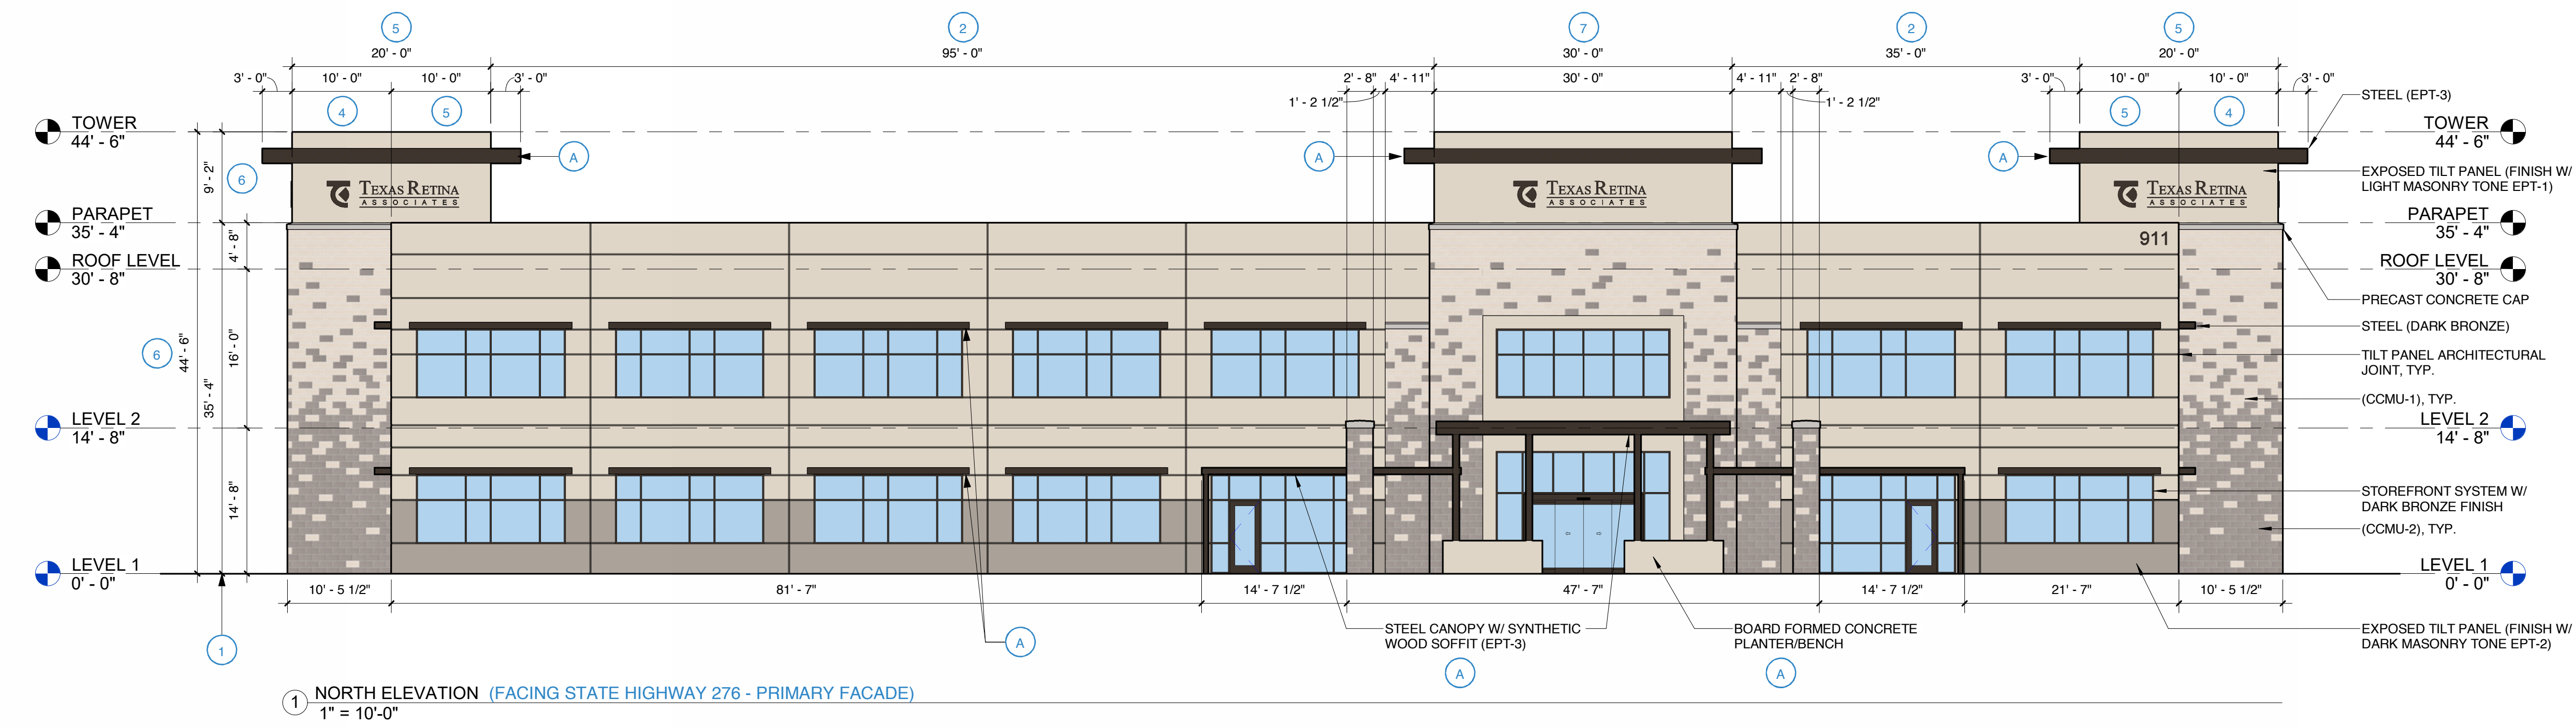 5
2
7
2
5
20' - 0"
95' - 0"
30' - 0"
35' - 0"
20' - 0"
3' - 0"
10' - 0"
10' - 0"
3' - 0"
2' - 8"
4' - 11"
30' - 0"
4' - 11"
2' - 8"
3' - 0"
10' - 0"
10' - 0"
3' - 0"
1' - 2 1/2"
1' - 2 1/2"
4
5
5
4
STEEL (EPT-3)
TOWER
44' - 6"
TOWER
44' - 6"
A
A
A
9' - 2"
6
EXPOSED TILT PANEL (FINISH W/
LIGHT MASONRY TONE EPT-1)
TEXAS RETINA
ASSOCIATES
TEXAS RETINA
ASSOCIATES
TEXAS RETINA
ASSOCIATES
PARAPET
35' - 4"
PARAPET
35' - 4"
911
4' - 8"
ROOF LEVEL
30' - 8"
ROOF LEVEL
30' - 8"
PRECAST CONCRETE CAP
STEEL (DARK BRONZE)
6
44' - 6"
35' - 4"
16' - 0"
TILT PANEL ARCHITECTURAL
JOINT, TYP.
(CCMU-1), TYP.
LEVEL 2
14' - 8"
LEVEL 2
14' - 8"
14' - 8"
STOREFRONT SYSTEM W/
DARK BRONZE FINISH
(CCMU-2), TYP.
LEVEL 1
0' - 0"
LEVEL 1
0' - 0"
10' - 5 1/2"
81' - 7"
14' - 7 1/2"
47' - 7"
14' - 7 1/2"
21' - 7"
10' - 5 1/2"
1
A
STEEL CANOPY W/ SYNTHETIC
WOOD SOFFIT (EPT-3)
BOARD FORMED CONCRETE
PLANTER/BENCH
EXPOSED TILT PANEL (FINISH W/
DARK MASONRY TONE EPT-2)
A
A
1 NORTH ELEVATION (FACING STATE HIGHWAY 276 - PRIMARY FACADE)
1" = 10'-0"